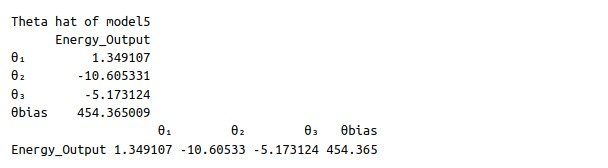 Theta hat of model5
Energy_Output
θ₁ 1.349107
θ₂ -10.605331
θ₃ -5.173124
θbias 454.365009
θ₁ θ₂ θ₃ θbias
Energy_Output 1.349107 -10.60533 -5.173124 454.365